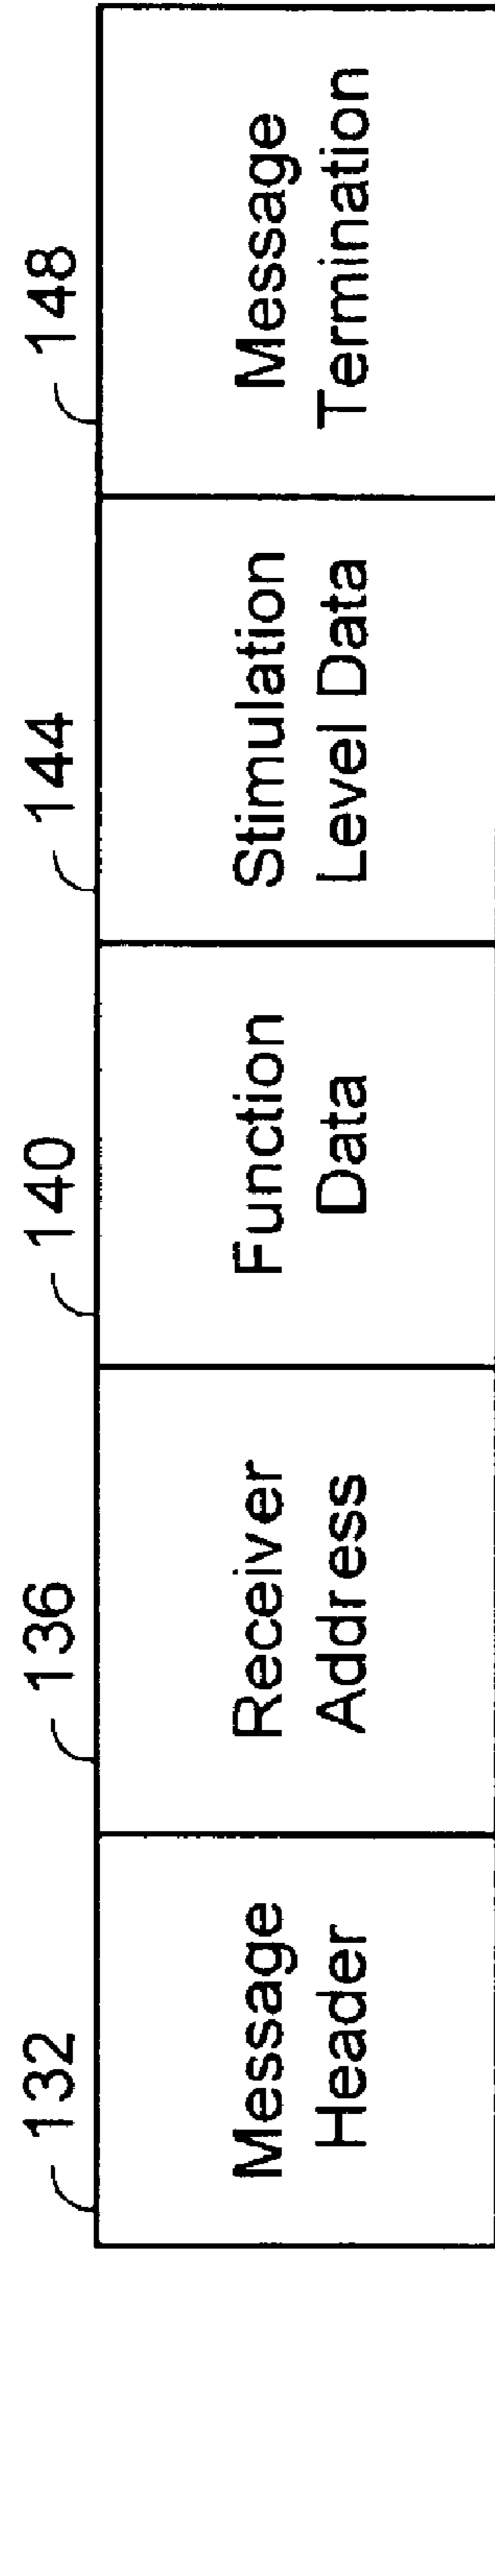 132
136
140
144
148
Message
Header
Receiver
Address
Function
Data
Stimulation
Level Data
Message
Termination